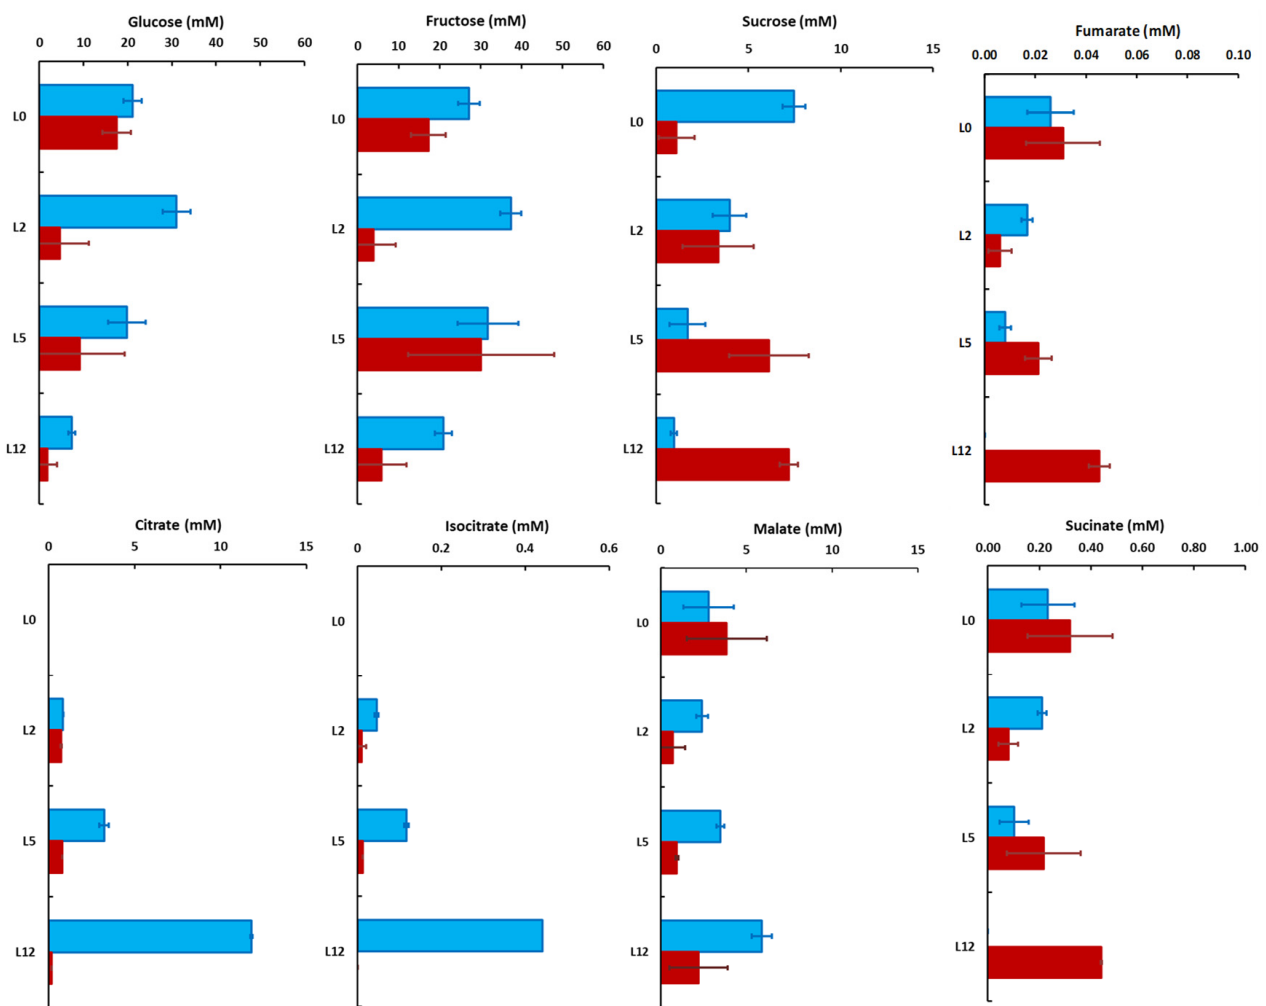 Glucose (mM)
0 10 20 30 40 50 60
L0
L2
L5
L12
Fructose (mM)
0 10 20 30 40 50 60
L0
L2
L5
L12
Sucrose (mM)
0 5 10 15
L0
L2
L5
L12
Fumarate (mM)
0.00 0.02 0.04 0.06 0.08 0.10
L0
L2
L5
L12
Citrate (mM)
0 5 10 15
L0
L2
L5
L12
Isocitrate (mM)
0 0.2 0.4 0.6
L0
L2
L5
L12
Malate (mM)
0 5 10 15
L0
L2
L5
L12
Sucinate (mM)
0.00 0.20 0.40 0.60 0.80 1.00
L0
L2
L5
L12